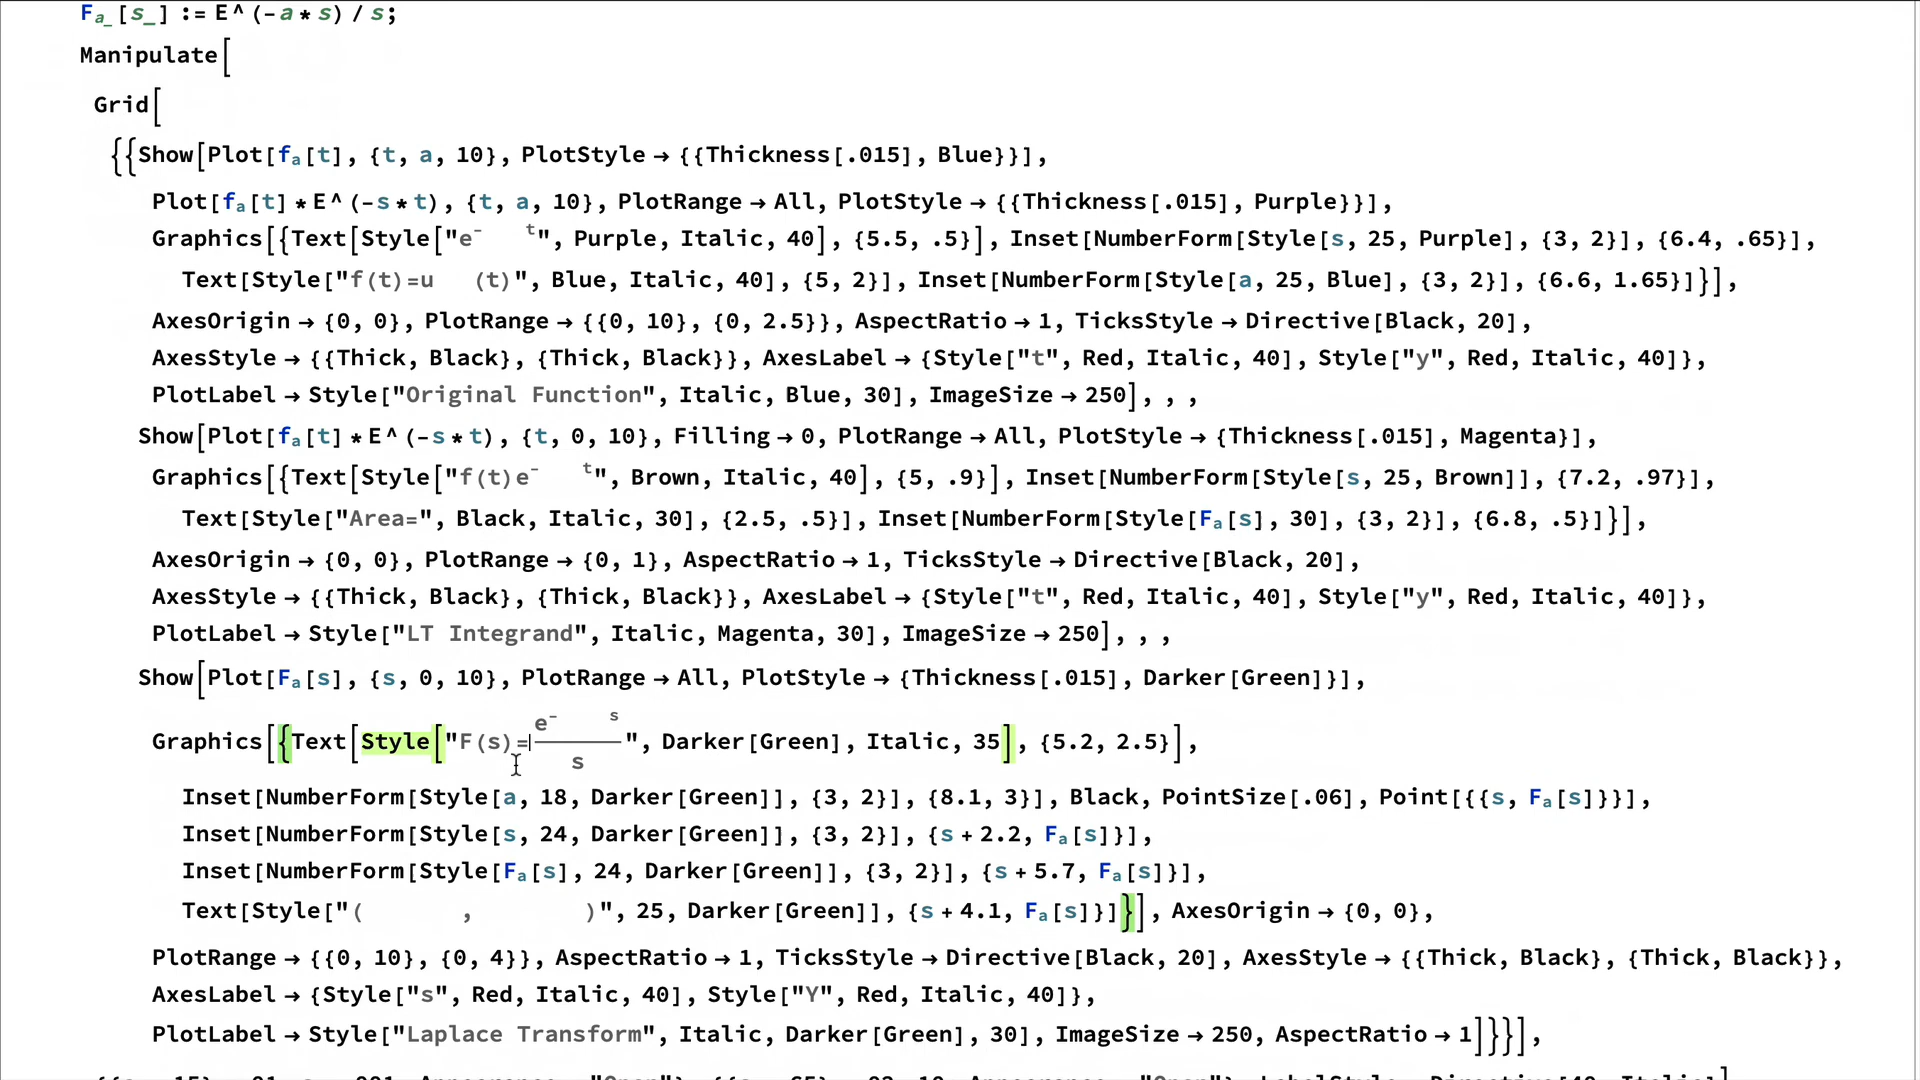 Fa_[s_] := E^(-a*s)/s;
Manipulate[
Grid[
{{Show[Plot[fa[t], {t, a, 10}, PlotStyle→{{Thickness[.015], Blue}}],
Plot[fa[t]*E^(-s*t), {t, a, 10}, PlotRange→All, PlotStyle→{{Thickness[.015], Purple}}],
Graphics[{Text[Style["e⁻   ᵗ", Purple, Italic, 40], {5.5, .5}], Inset[NumberForm[Style[s, 25, Purple], {3, 2}], {6.4, .65}],
Text[Style["f(t)=u   (t)", Blue, Italic, 40], {5, 2}], Inset[NumberForm[Style[a, 25, Blue], {3, 2}], {6.6, 1.65}]}],
AxesOrigin→{0, 0}, PlotRange→{{0, 10}, {0, 2.5}}, AspectRatio→1, TicksStyle→Directive[Black, 20],
AxesStyle→{{Thick, Black}, {Thick, Black}}, AxesLabel→{Style["t", Red, Italic, 40], Style["y", Red, Italic, 40]},
PlotLabel→Style["Original Function", Italic, Blue, 30], ImageSize→250], , ,
Show[Plot[fa[t]*E^(-s*t), {t, 0, 10}, Filling→0, PlotRange→All, PlotStyle→{Thickness[.015], Magenta}],
Graphics[{Text[Style["f(t)e⁻   ᵗ", Brown, Italic, 40], {5, .9}], Inset[NumberForm[Style[s, 25, Brown]], {7.2, .97}],
Text[Style["Area=", Black, Italic, 30], {2.5, .5}], Inset[NumberForm[Style[Fa[s], 30], {3, 2}], {6.8, .5}]}],
AxesOrigin→{0, 0}, PlotRange→{0, 1}, AspectRatio→1, TicksStyle→Directive[Black, 20],
AxesStyle→{{Thick, Black}, {Thick, Black}}, AxesLabel→{Style["t", Red, Italic, 40], Style["y", Red, Italic, 40]},
PlotLabel→Style["LT Integrand", Italic, Magenta, 30], ImageSize→250], , ,
Show[Plot[Fa[s], {s, 0, 10}, PlotRange→All, PlotStyle→{Thickness[.015], Darker[Green]}],
Graphics[{Text[Style["F(s)=e⁻   ˢ/s", Darker[Green], Italic, 35], {5.2, 2.5}],
Inset[NumberForm[Style[a, 18, Darker[Green]], {3, 2}], {8.1, 3}], Black, PointSize[.06], Point[{{s, Fa[s]}}],
Inset[NumberForm[Style[s, 24, Darker[Green]], {3, 2}], {s+2.2, Fa[s]}],
Inset[NumberForm[Style[Fa[s], 24, Darker[Green]], {3, 2}], {s+5.7, Fa[s]}],
Text[Style["(       ,        )", 25, Darker[Green]], {s+4.1, Fa[s]}]}], AxesOrigin→{0, 0},
PlotRange→{{0, 10}, {0, 4}}, AspectRatio→1, TicksStyle→Directive[Black, 20], AxesStyle→{{Thick, Black}, {Thick, Black}},
AxesLabel→{Style["s", Red, Italic, 40], Style["Y", Red, Italic, 40]},
PlotLabel→Style["Laplace Transform", Italic, Darker[Green], 30], ImageSize→250, AspectRatio→1]}}],